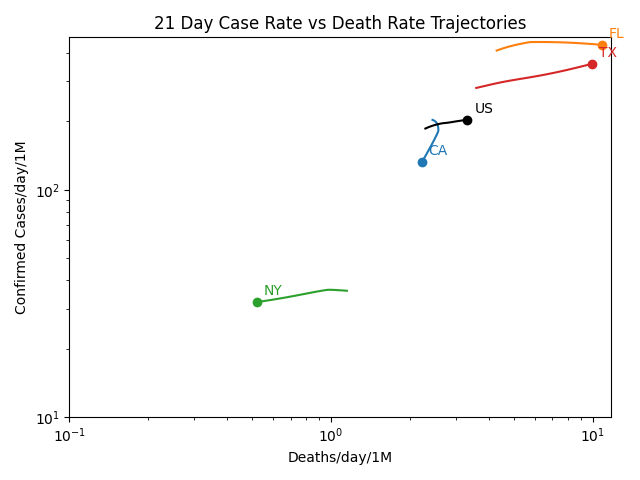 21 Day Case Rate vs Death Rate Trajectories
FL
TX
US
CA
NY
Confirmed Cases/day/1M
10²
10¹
10⁻¹
10⁰
10¹
Deaths/day/1M